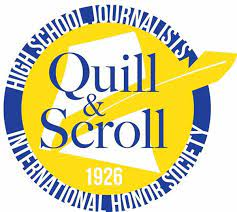 HIGH SCHOOL JOURNALISTS
Quill
&
Scroll
1926
INTERNATIONAL HONOR SOCIETY